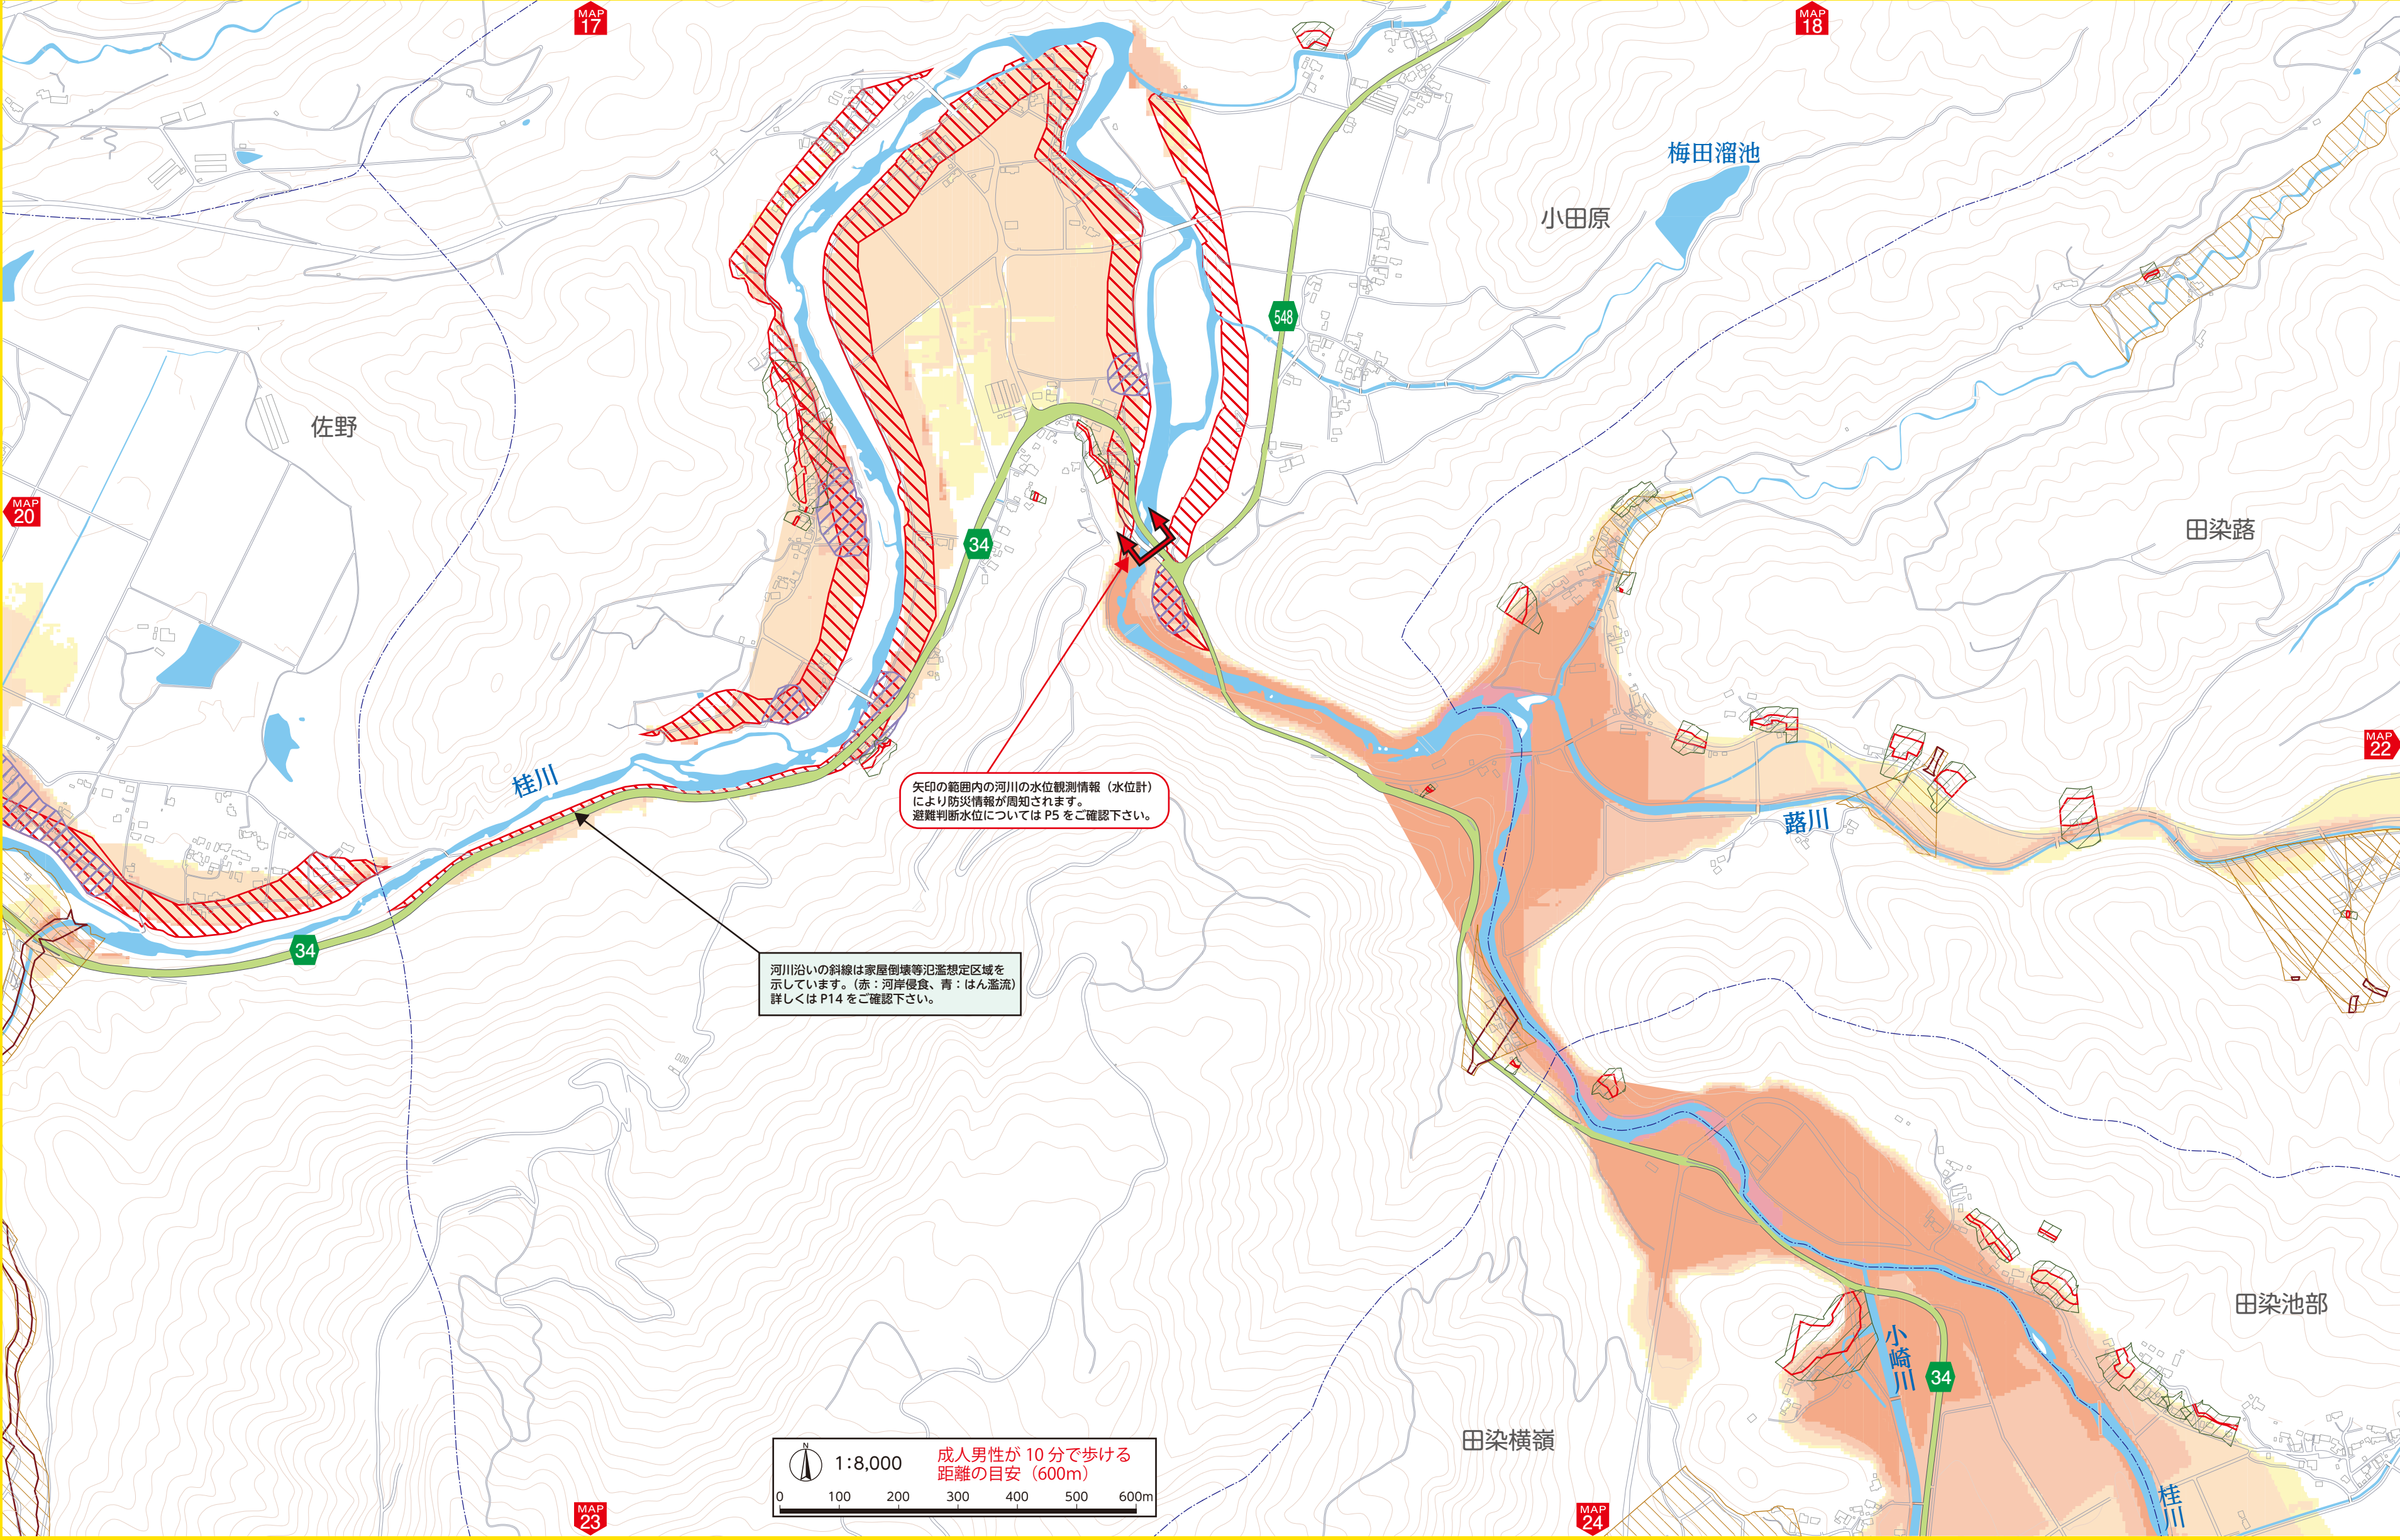 MAP
17
MAP
18
梅田溜池
小田原
548
佐野
MAP
20
34
田染蕗
MAP
22
桂川
矢印の範囲内の河川の水位観測情報（水位計）
により防災情報が周知されます。
避難判断水位については P5 をご確認下さい。
蕗川
34
河川沿いの斜線は家屋倒壊等氾濫想定区域を
示しています。（赤：河岸侵食、青：はん濫流）
詳しくは P14 をご確認下さい。
田染池部
小崎川
34
田染横嶺
N
1：8,000
成人男性が 10 分で歩ける
距離の目安（600m）
0 100 200 300 400 500 600m
桂川
MAP
23
MAP
24